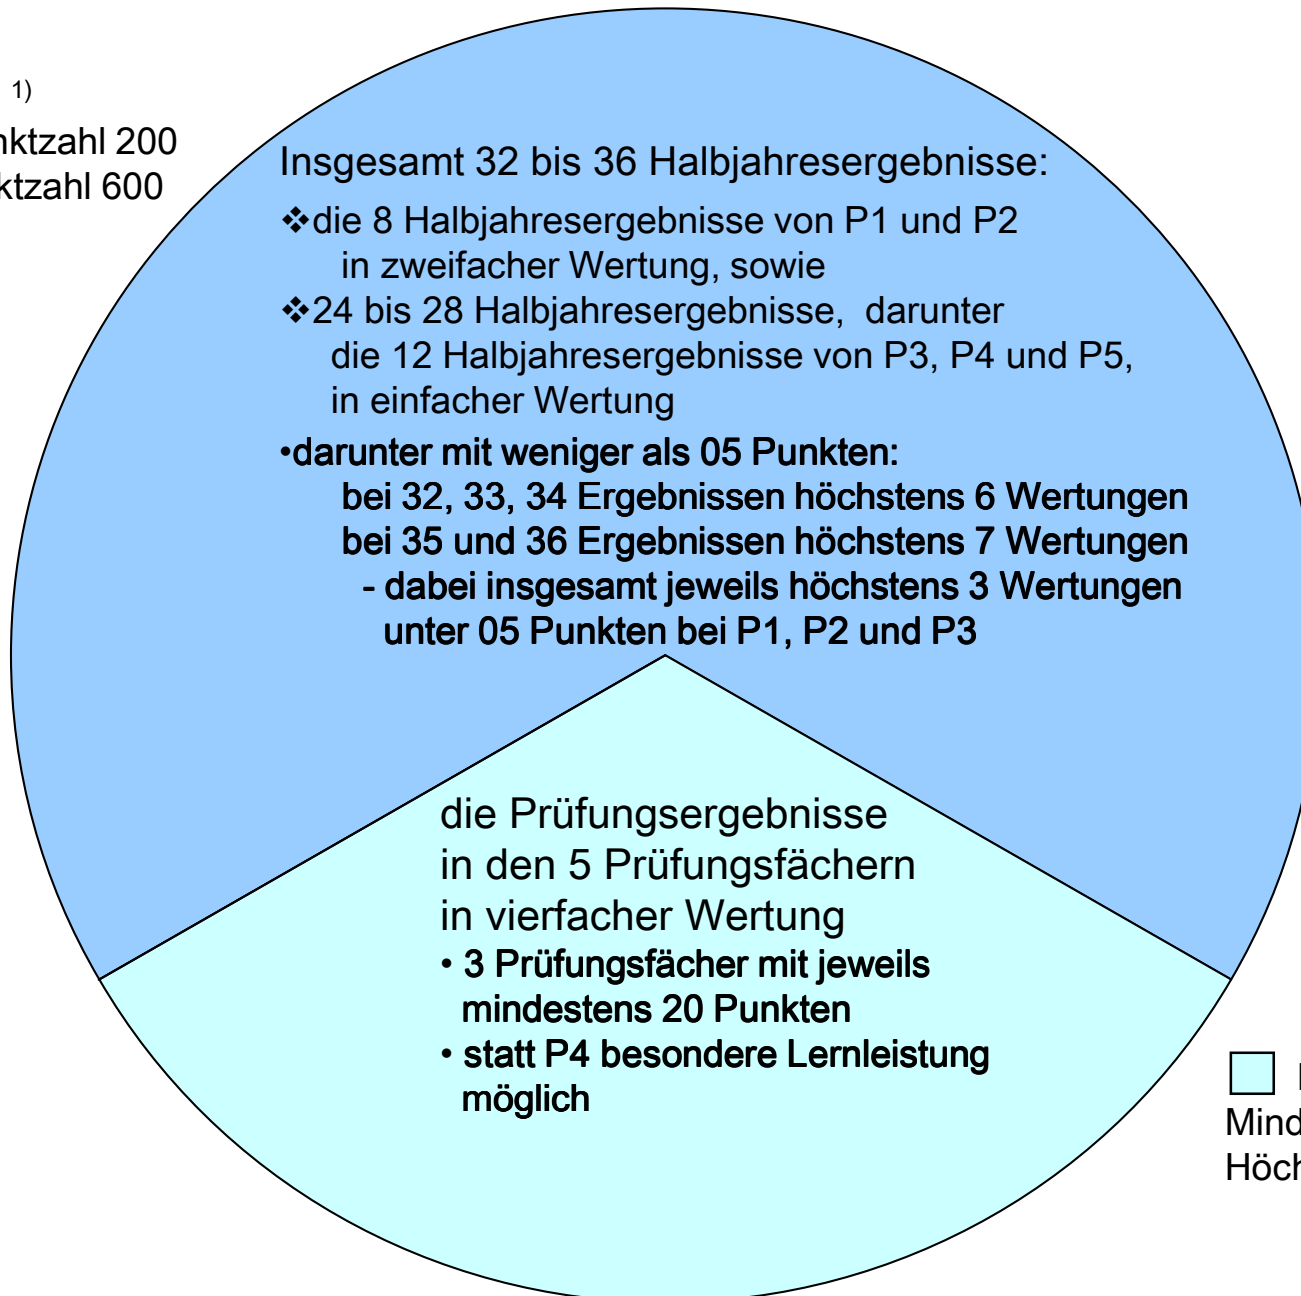 1)
nktzahl 200
ktzahl 600
Insgesamt 32 bis 36 Halbjahresergebnisse:
❖die 8 Halbjahresergebnisse von P1 und P2
in zweifacher Wertung, sowie
❖24 bis 28 Halbjahresergebnisse, darunter
die 12 Halbjahresergebnisse von P3, P4 und P5,
in einfacher Wertung
•darunter mit weniger als 05 Punkten:
bei 32, 33, 34 Ergebnissen höchstens 6 Wertungen
bei 35 und 36 Ergebnissen höchstens 7 Wertungen
- dabei insgesamt jeweils höchstens 3 Wertungen
unter 05 Punkten bei P1, P2 und P3
die Prüfungsergebnisse
in den 5 Prüfungsfächern
in vierfacher Wertung
• 3 Prüfungsfächer mit jeweils
mindestens 20 Punkten
• statt P4 besondere Lernleistung
möglich
Mind
Höch